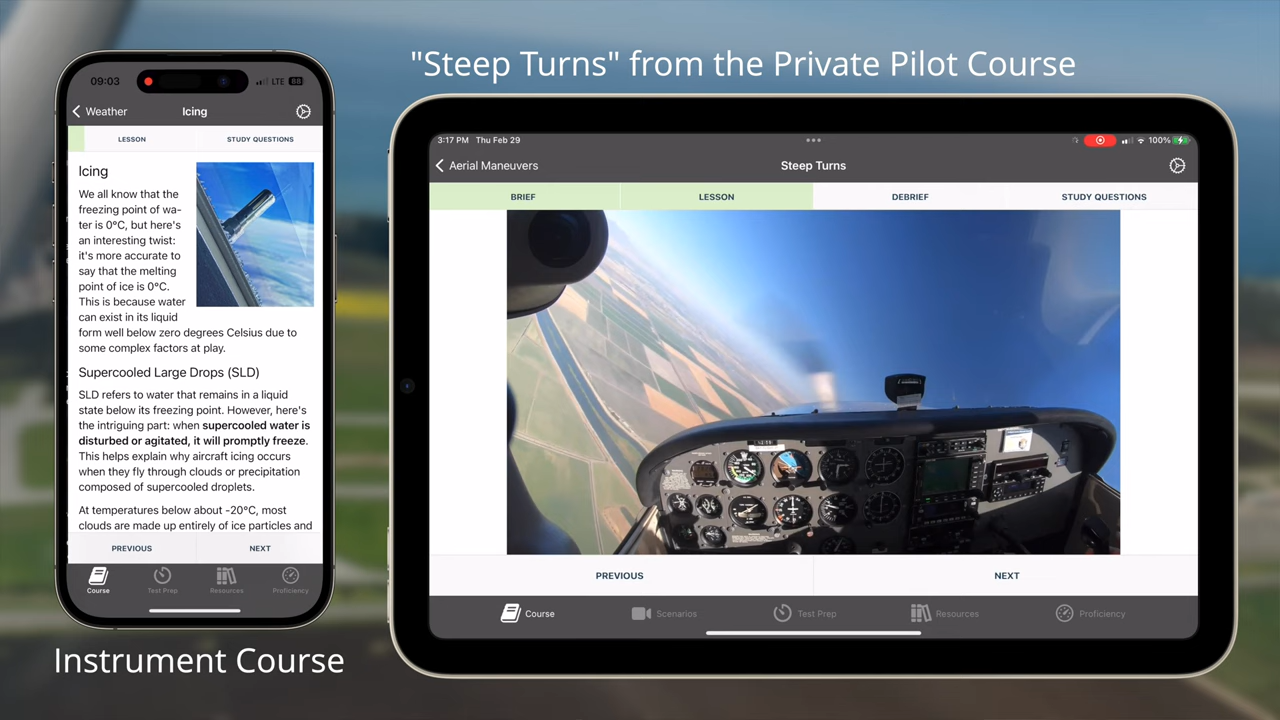 "Steep Turns" from the Private Pilot Course
09:03
LTE 88
Weather
Icing
LESSON
STUDY QUESTIONS
Icing
We all know that the
freezing point of wa-
ter is 0°C, but here's
an interesting twist:
it's more accurate to
say that the melting
point of ice is 0°C.
This is because water
can exist in its liquid
form well below zero degrees Celsius due to
some complex factors at play.
Supercooled Large Drops (SLD)
SLD refers to water that remains in a liquid
state below its freezing point. However, here's
the intriguing part: when supercooled water is
disturbed or agitated, it will promptly freeze.
This helps explain why aircraft icing occurs
when they fly through clouds or precipitation
composed of supercooled droplets.
At temperatures below about -20°C, most
clouds are made up entirely of ice particles and
PREVIOUS
NEXT
Course
Test Prep
Resources
Proficiency
Instrument Course
3:17 PM Thu Feb 29
100%
Aerial Maneuvers
Steep Turns
BRIEF
LESSON
DEBRIEF
STUDY QUESTIONS
PREVIOUS
NEXT
Course
Scenarios
Test Prep
Resources
Proficiency